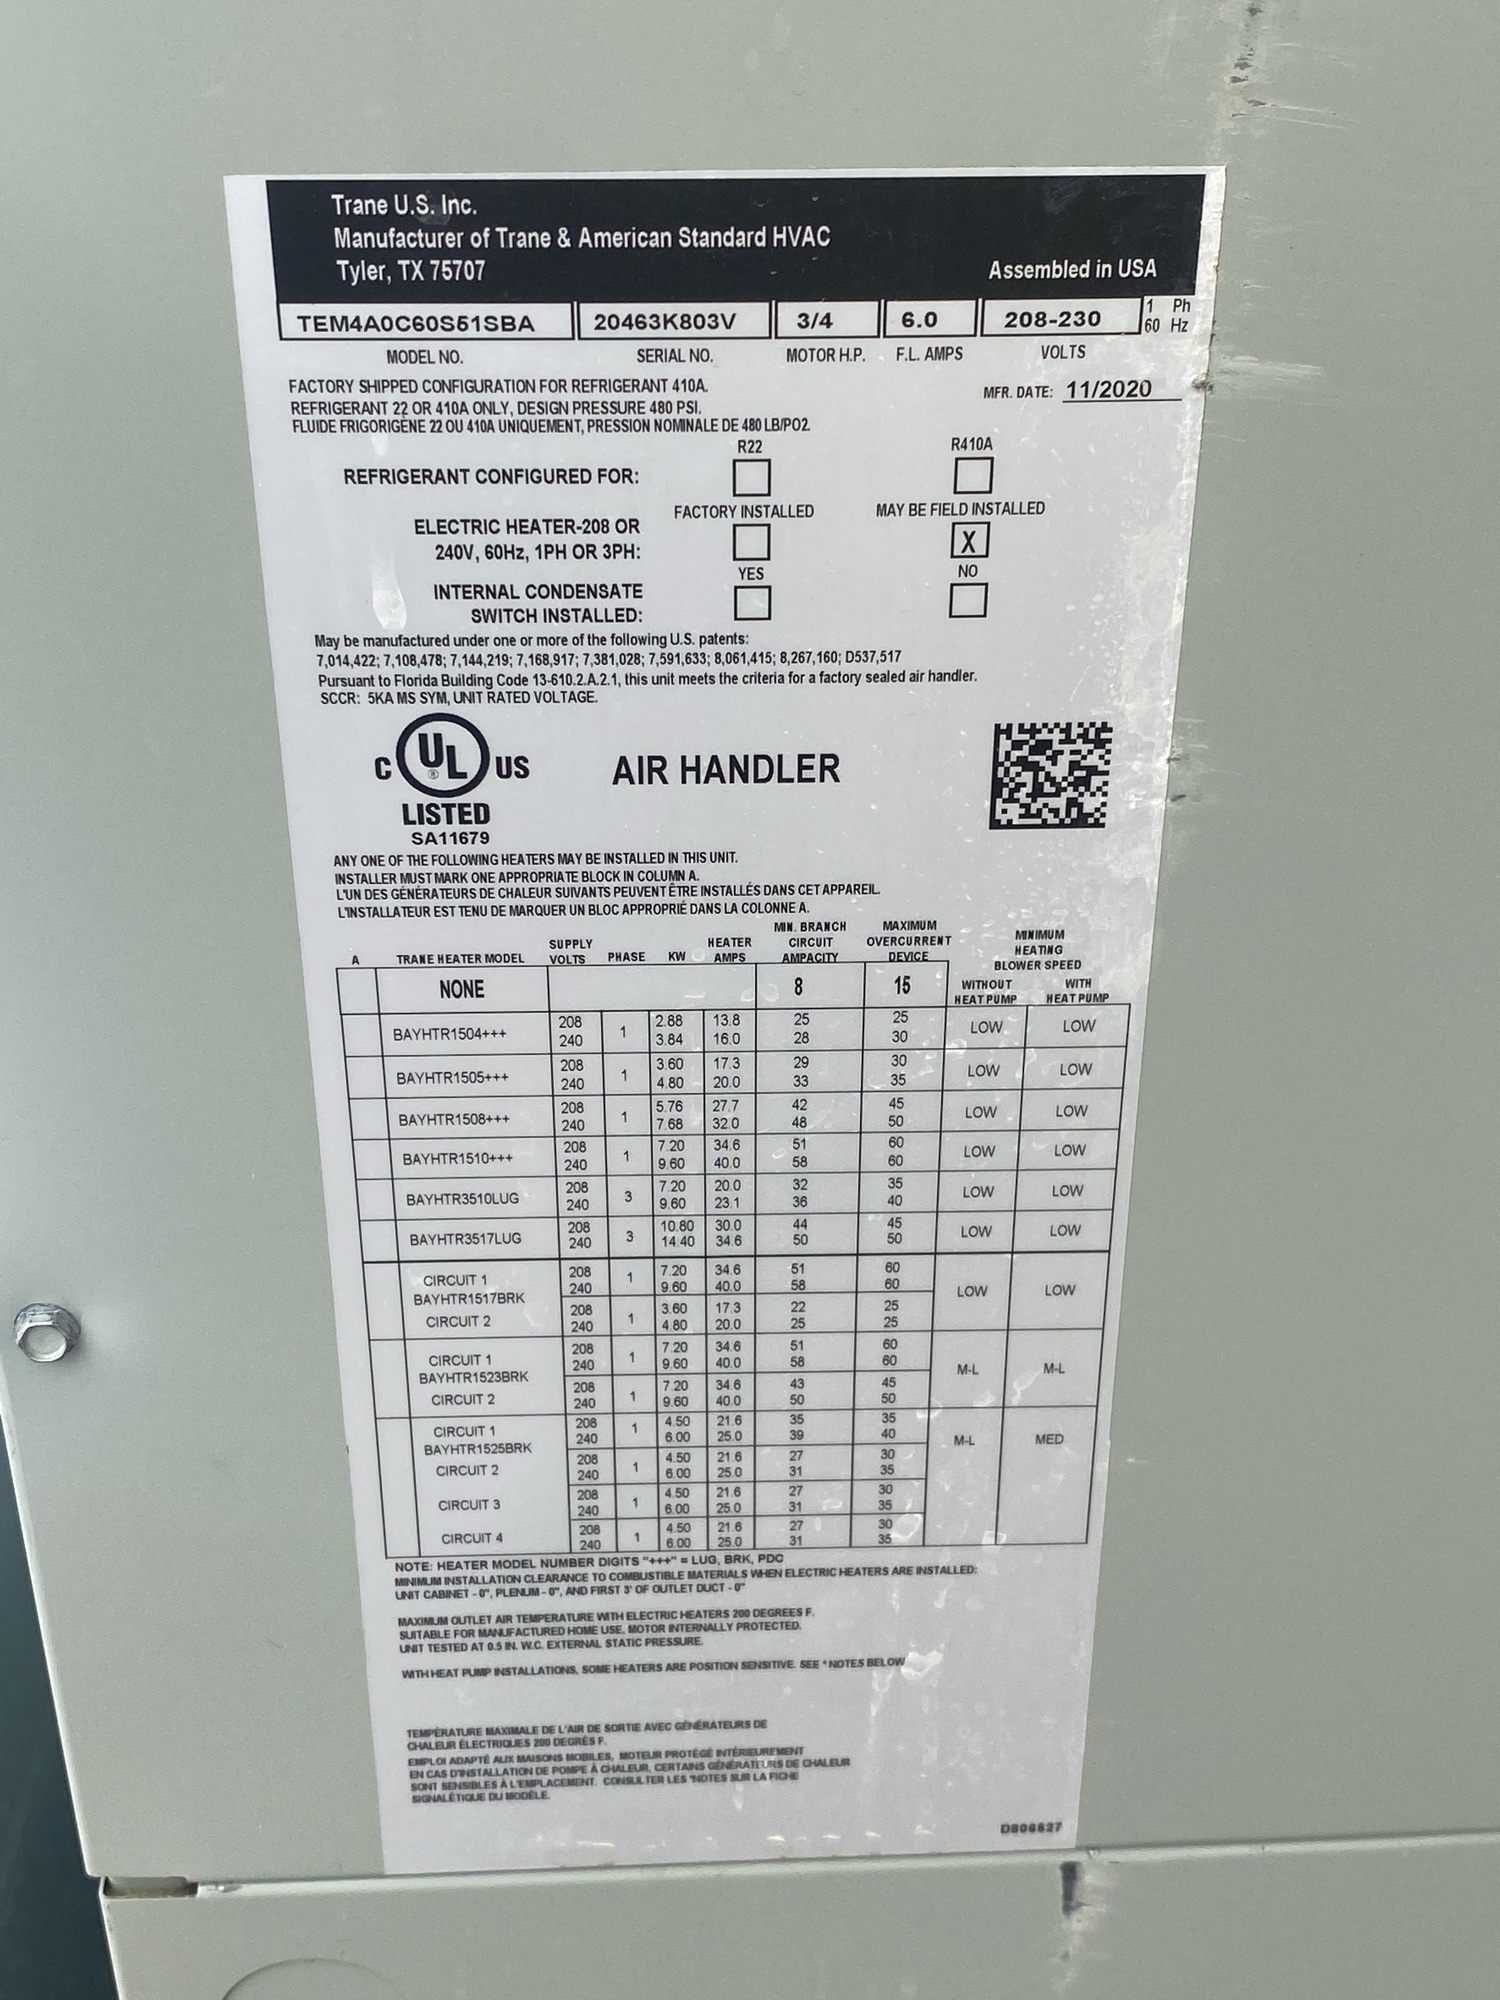 Trane U.S. Inc.
Manufacturer of Trane & American Standard HVAC
Tyler, TX 75707
Assembled in USA
TEM4A0C60S51SBA 20463K803V 3/4 6.0 208-230 1 Ph
60 Hz
MODEL NO. SERIAL NO. MOTOR H.P. F.L. AMPS VOLTS
FACTORY SHIPPED CONFIGURATION FOR REFRIGERANT 410A.
MFR. DATE: 11/2020
REFRIGERANT 22 OR 410A ONLY, DESIGN PRESSURE 480 PSI.
FLUIDE FRIGORIGÈNE 22 OU 410A UNIQUEMENT, PRESSION NOMINALE DE 480 LB/PO2.
R22 R410A
REFRIGERANT CONFIGURED FOR:
FACTORY INSTALLED MAY BE FIELD INSTALLED
ELECTRIC HEATER-208 OR
240V, 60Hz, 1PH OR 3PH: X
YES NO
INTERNAL CONDENSATE
SWITCH INSTALLED:
May be manufactured under one or more of the following U.S. patents:
7,014,422; 7,108,478; 7,144,219; 7,168,917; 7,381,028; 7,591,633; 8,061,415; 8,267,160; D537,517
Pursuant to Florida Building Code 13-610.2.A.2.1, this unit meets the criteria for a factory sealed air handler.
SCCR: 5KA MS SYM, UNIT RATED VOLTAGE.
C UL ® US
LISTED
SA11679
AIR HANDLER
ANY ONE OF THE FOLLOWING HEATERS MAY BE INSTALLED IN THIS UNIT.
INSTALLER MUST MARK ONE APPROPRIATE BLOCK IN COLUMN A.
L'UN DES GÉNÉRATEURS DE CHALEUR SUIVANTS PEUVENT ÊTRE INSTALLÉS DANS CET APPAREIL.
L'INSTALLATEUR EST TENU DE MARQUER UN BLOC APPROPRIÉ DANS LA COLONNE A.
A TRANE HEATER MODEL SUPPLY VOLTS PHASE KW HEATER AMPS MIN. BRANCH CIRCUIT AMPACITY MAXIMUM OVERCURRENT DEVICE MINIMUM HEATING BLOWER SPEED
WITHOUT HEAT PUMP WITH HEAT PUMP
NONE 8 15
BAYHTR1504+++ 208 1 2.88 13.8 25 25 LOW LOW
240 3.84 16.0 28 30
BAYHTR1505+++ 208 1 3.60 17.3 29 30 LOW LOW
240 4.80 20.0 33 35
BAYHTR1508+++ 208 1 5.76 27.7 42 45 LOW LOW
240 7.68 32.0 48 50
BAYHTR1510+++ 208 1 7.20 34.6 51 60 LOW LOW
240 9.60 40.0 58 60
BAYHTR3510LUG 208 3 7.20 20.0 32 35 LOW LOW
240 9.60 23.1 36 40
BAYHTR3517LUG 208 3 10.80 30.0 44 45 LOW LOW
240 14.40 34.6 50 50
CIRCUIT 1 208 1 7.20 34.6 51 60 LOW LOW
240 9.60 40.0 58 60
BAYHTR1517BRK
CIRCUIT 2 208 1 3.60 17.3 22 25
240 4.80 20.0 25 25
CIRCUIT 1 208 1 7.20 34.6 51 60 M-L M-L
240 9.60 40.0 58 60
BAYHTR1523BRK
CIRCUIT 2 208 1 7.20 34.6 43 45
240 9.60 40.0 50 50
CIRCUIT 1 208 1 4.50 21.6 35 35 M-L MED
240 6.00 25.0 39 40
BAYHTR1525BRK
CIRCUIT 2 208 1 4.50 21.6 27 30
240 6.00 25.0 31 35
CIRCUIT 3 208 1 4.50 21.6 27 30
240 6.00 25.0 31 35
CIRCUIT 4 208 1 4.50 21.6 27 30
240 6.00 25.0 31 35
NOTE: HEATER MODEL NUMBER DIGITS "+++" = LUG, BRK, PDC
MINIMUM INSTALLATION CLEARANCE TO COMBUSTIBLE MATERIALS WHEN ELECTRIC HEATERS ARE INSTALLED:
UNIT CABINET - 0", PLENUM - 0", AND FIRST 3' OF OUTLET DUCT - 0"
MAXIMUM OUTLET AIR TEMPERATURE WITH ELECTRIC HEATERS 200 DEGREES F.
SUITABLE FOR MANUFACTURED HOME USE, MOTOR INTERNALLY PROTECTED.
UNIT TESTED AT 0.5 IN. W.C. EXTERNAL STATIC PRESSURE.
WITH HEAT PUMP INSTALLATIONS, SOME HEATERS ARE POSITION SENSITIVE. SEE *NOTES BELOW
TEMPÉRATURE MAXIMALE DE L'AIR DE SORTIE AVEC GÉNÉRATEURS DE
CHALEUR ÉLECTRIQUES 200 DEGRÉS F.
EMPLOI ADAPTÉ AUX MAISONS MOBILES, MOTEUR PROTÉGÉ INTÉRIEUREMENT
EN CAS D'INSTALLATION DE POMPE À CHALEUR, CERTAINS GÉNÉRATEURS DE CHALEUR
SONT SENSIBLES À L'EMPLACEMENT. CONSULTER LES *NOTES SUR LA FICHE
SIGNALÉTIQUE DU MODÈLE.
D806627